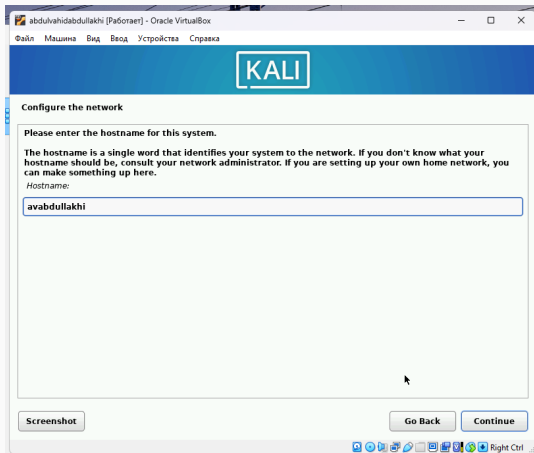 abdulvahidabdullakhi [Работает] - Oracle VirtualBox
Файл Машина Вид Ввод Устройства Справка
KALI
Configure the network
Please enter the hostname for this system.
The hostname is a single word that identifies your system to the network. If you don't know what your
hostname should be, consult your network administrator. If you are setting up your own home network, you
can make something up here.
Hostname:
avabdullakhi
Screenshot
Go Back
Continue
Right Ctrl